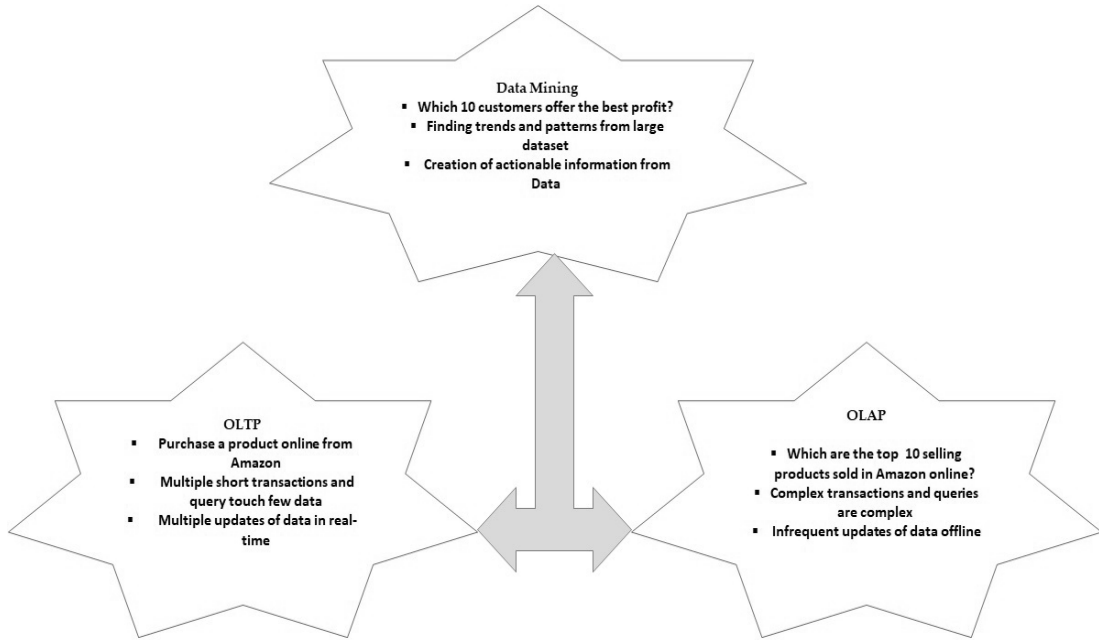 Data Mining
▪ Which 10 customers offer the best profit?
▪ Finding trends and patterns from large
dataset
▪ Creation of actionable information from
Data
OLTP
▪ Purchase a product online from
Amazon
▪ Multiple short transactions and
query touch few data
▪ Multiple updates of data in real-
time
OLAP
▪ Which are the top 10 selling
products sold in Amazon online?
▪ Complex transactions and queries
are complex
▪ Infrequent updates of data offline